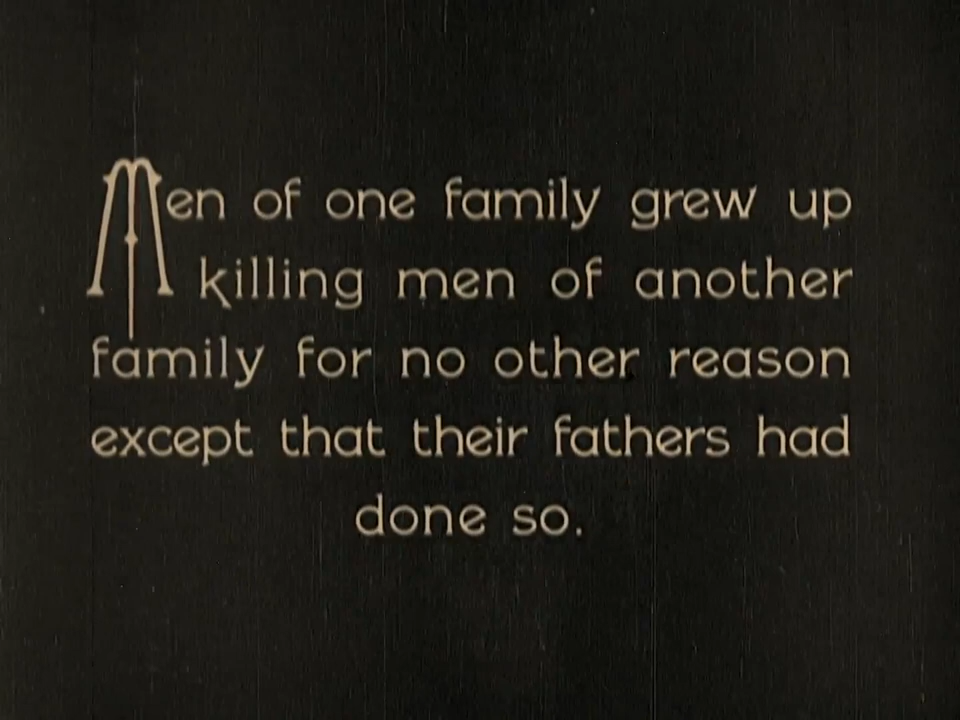 Men of one family grew up
killing men of another
family for no other reason
except that their fathers had
done so.